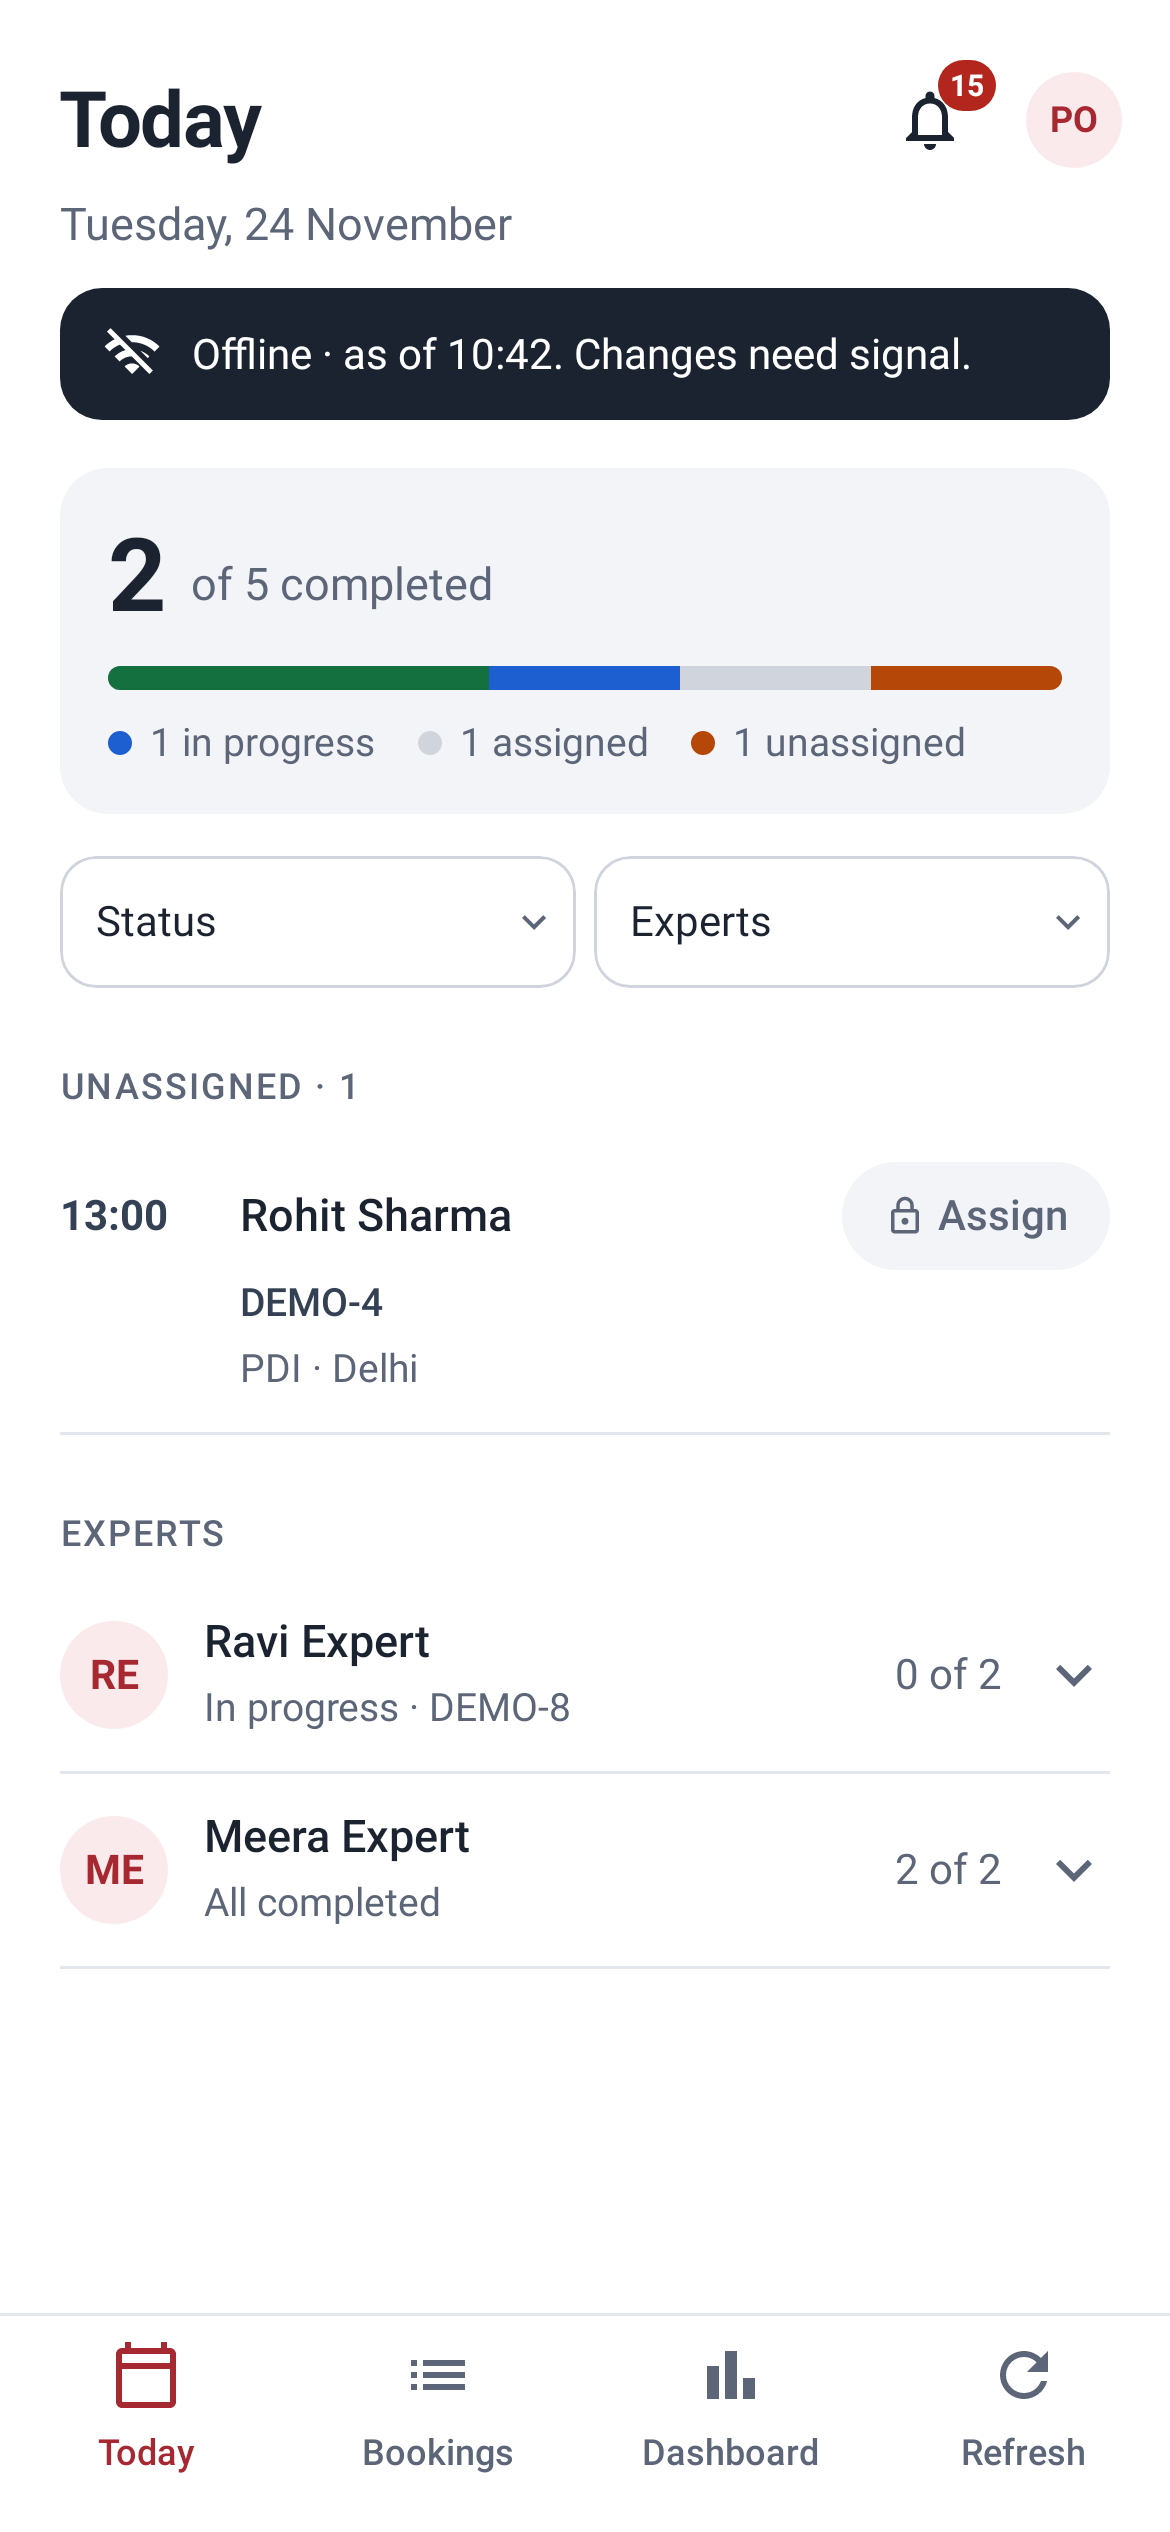 Today
15
PO
Tuesday, 24 November
Offline · as of 10:42. Changes need signal.
2 of 5 completed
1 in progress
1 assigned
1 unassigned
Status
Experts
UNASSIGNED · 1
13:00
Rohit Sharma
Assign
DEMO-4
PDI · Delhi
EXPERTS
RE
Ravi Expert
In progress · DEMO-8
0 of 2
ME
Meera Expert
All completed
2 of 2
Today
Bookings
Dashboard
Refresh